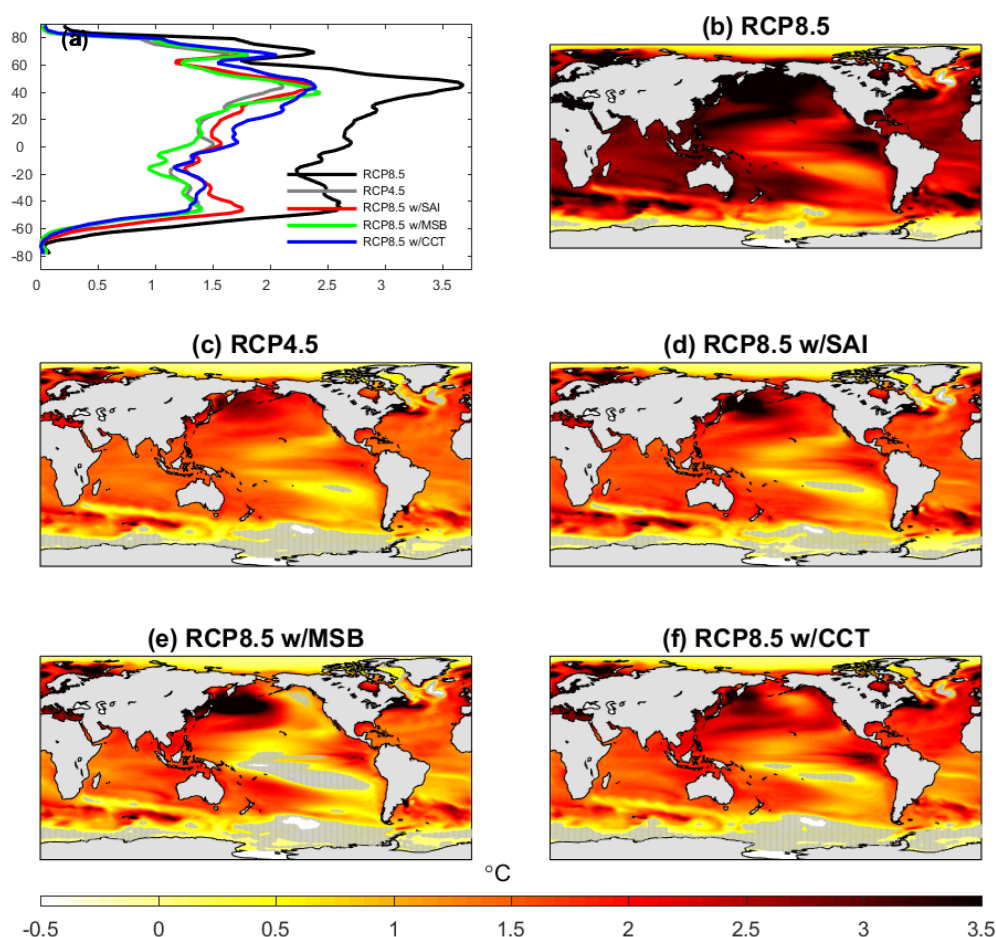 (a)
80
60
40
20
0
-20
-40
-60
-80
0
0.5
1
1.5
2
2.5
3
3.5
RCP8.5
RCP4.5
RCP8.5 w/SAI
RCP8.5 w/MSB
RCP8.5 w/CCT
(b) RCP8.5
(c) RCP4.5
(d) RCP8.5 w/SAI
(e) RCP8.5 w/MSB
(f) RCP8.5 w/CCT
°C
-0.5
0
0.5
1
1.5
2
2.5
3
3.5